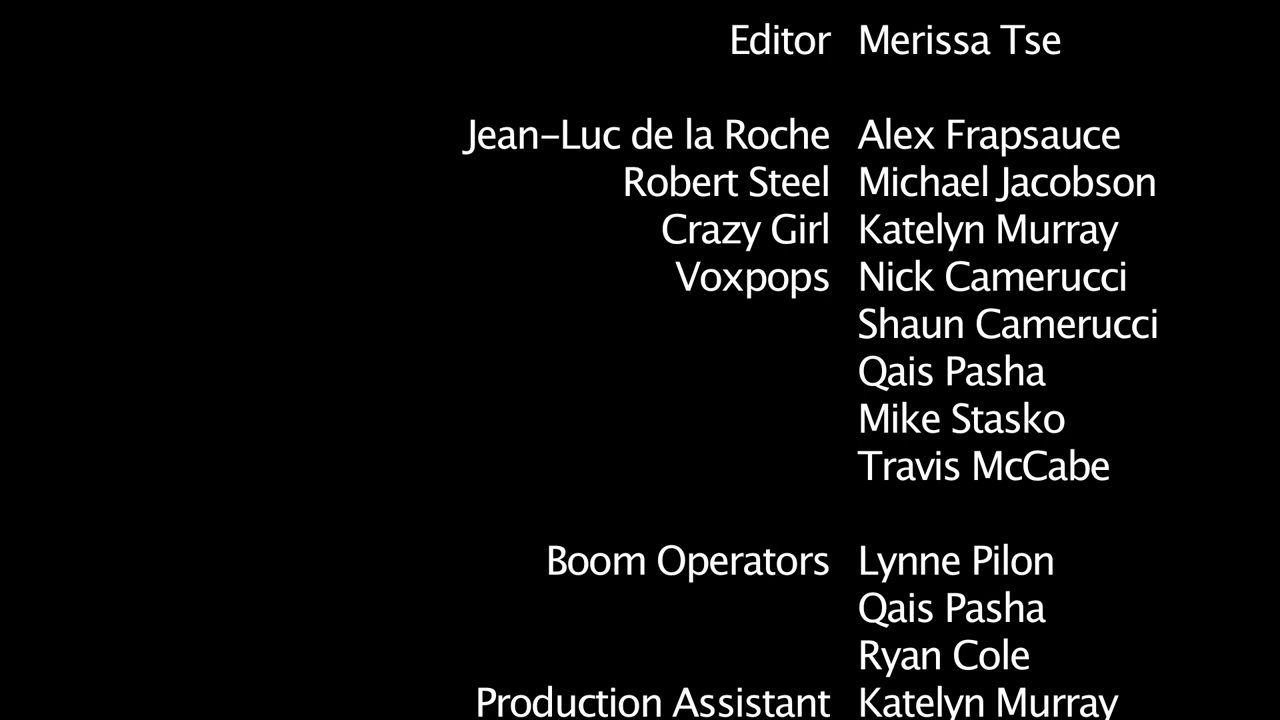 Editor Merissa Tse
Jean-Luc de la Roche Alex Frapsauce
Robert Steel Michael Jacobson
Crazy Girl Katelyn Murray
Voxpops Nick Camerucci
Shaun Camerucci
Qais Pasha
Mike Stasko
Travis McCabe
Boom Operators Lynne Pilon
Qais Pasha
Ryan Cole
Production Assistant Katelyn Murray